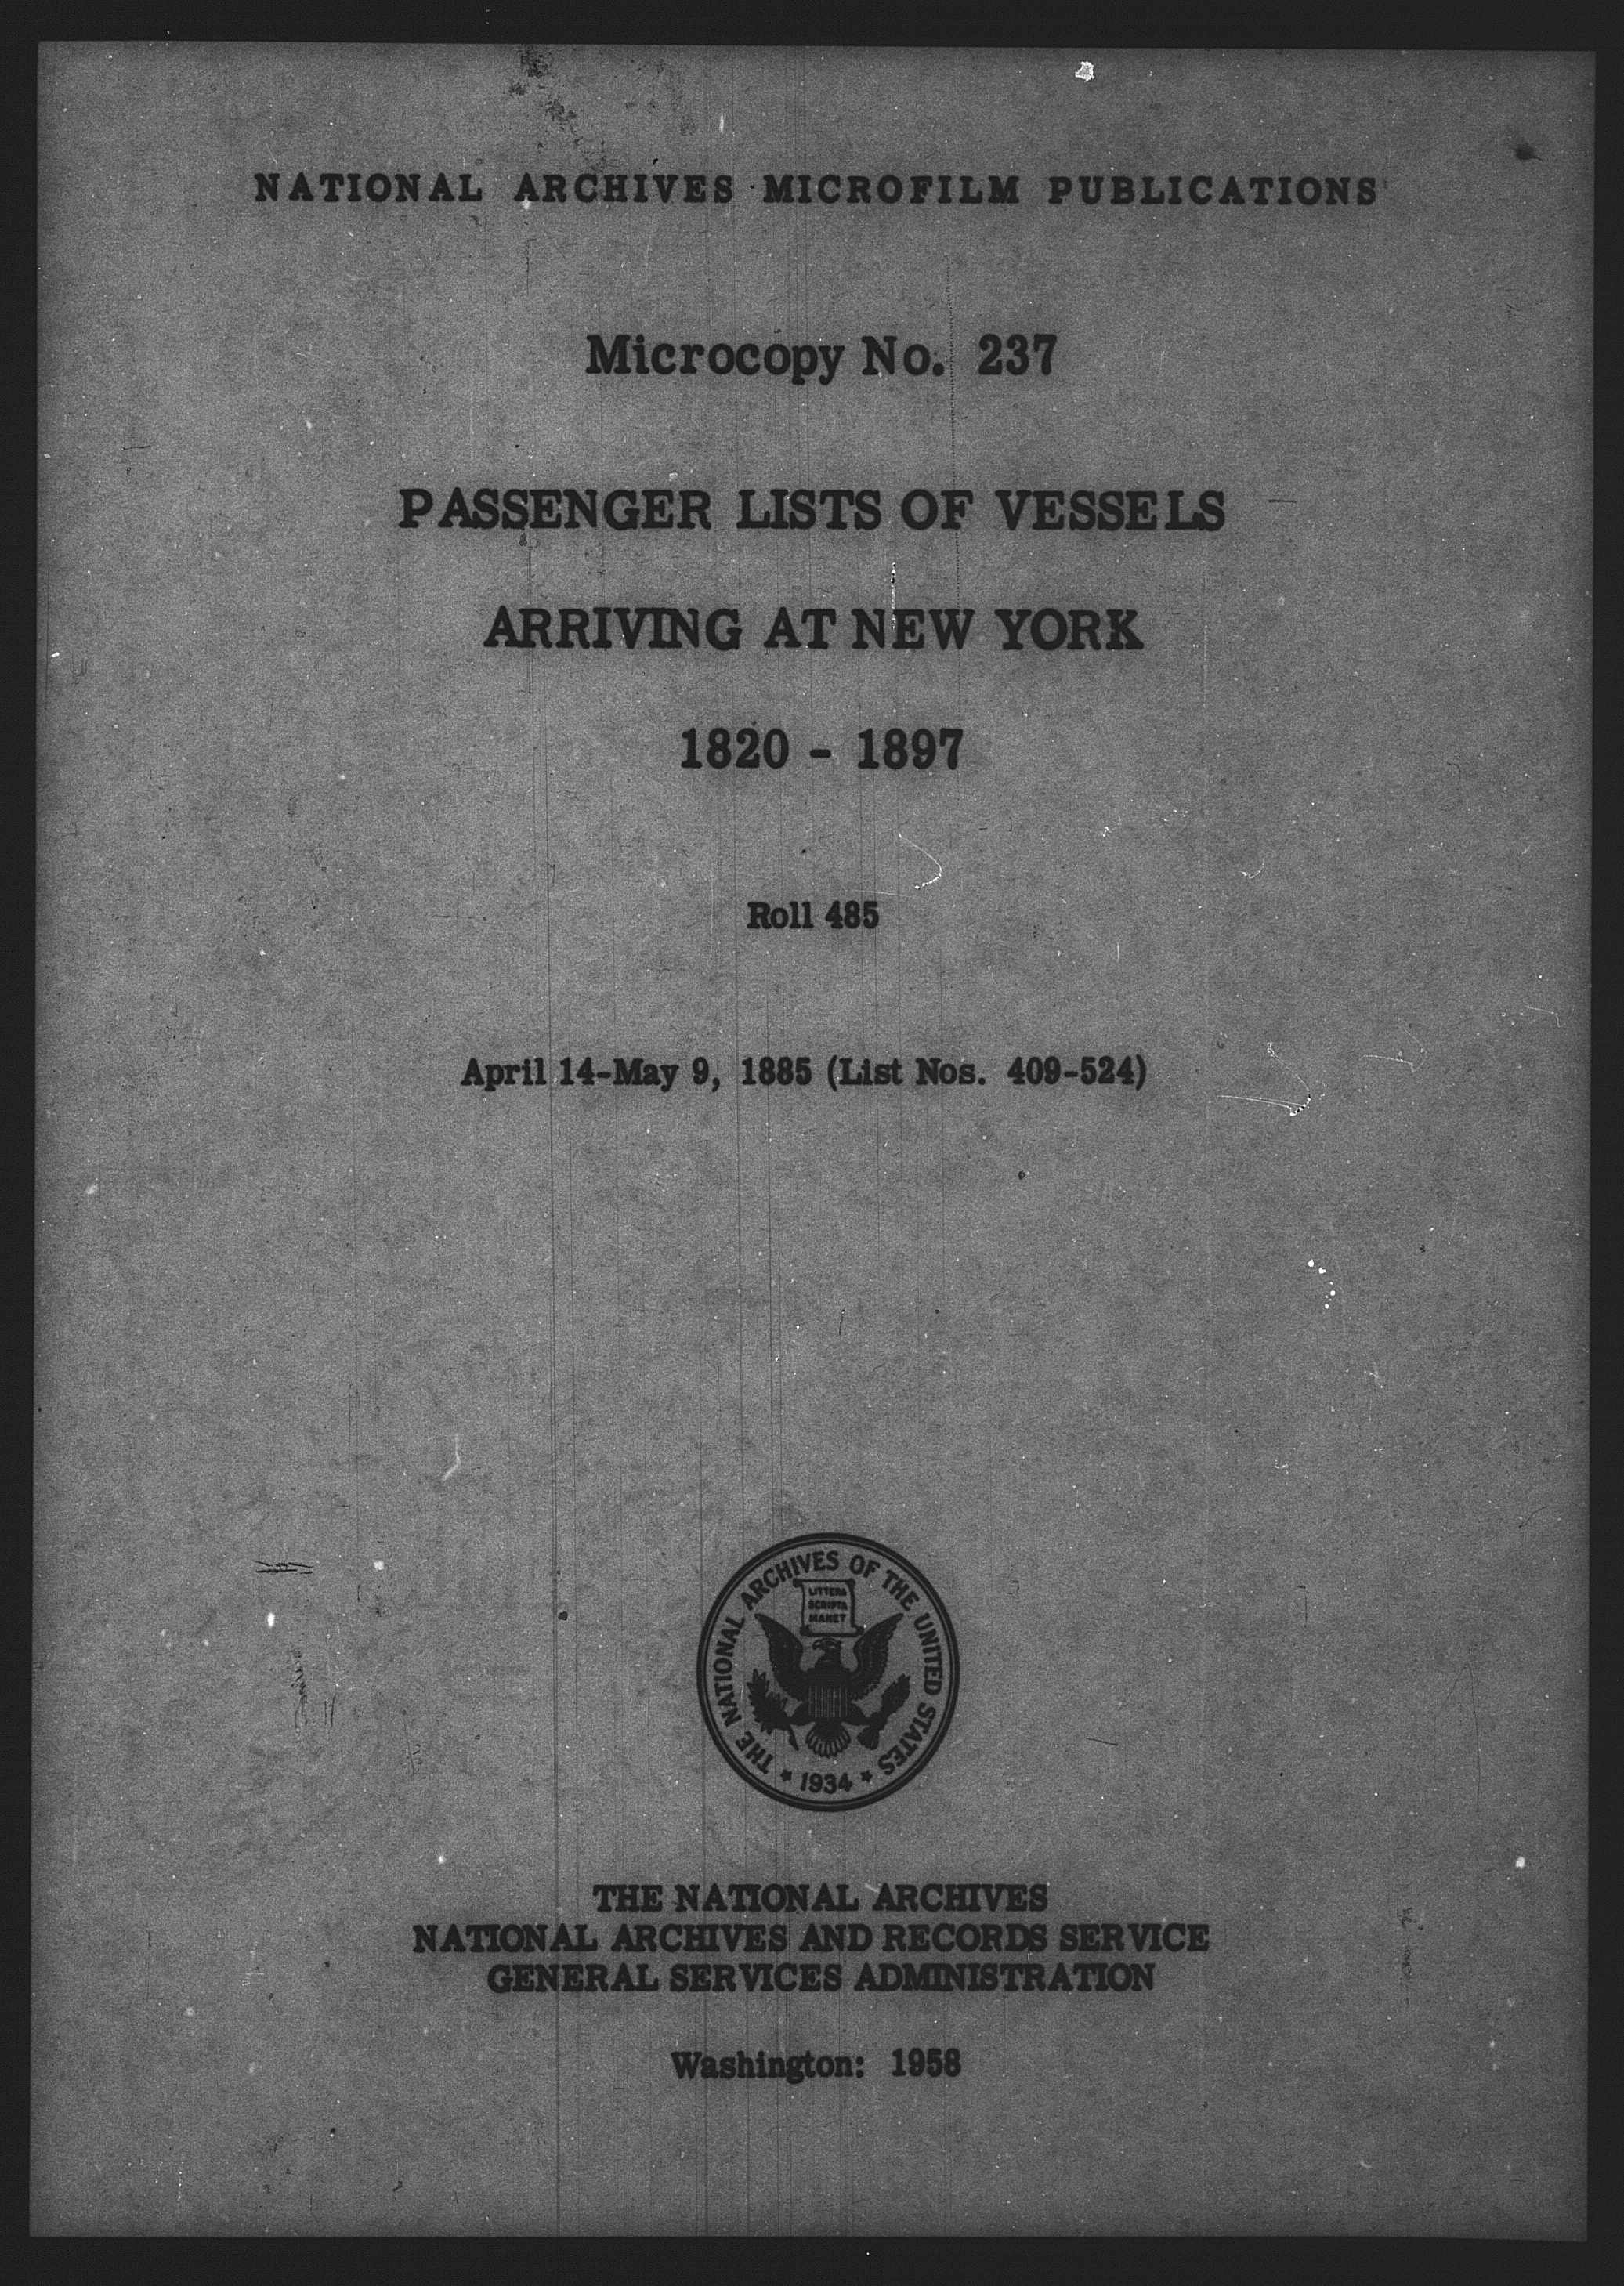 NATIONAL ARCHIVES MICROFILM PUBLICATIONS
Microcopy No. 237
PASSENGER LISTS OF VESSELS
ARRIVING AT NEW YORK
1820 - 1897
Roll 485
April 14-May 9, 1885 (List Nos. 409-524)
THE NATIONAL ARCHIVES OF THE UNITED STATES
LITTERA
SCRIPTA
MANET
* 1934 *
THE NATIONAL ARCHIVES
NATIONAL ARCHIVES AND RECORDS SERVICE
GENERAL SERVICES ADMINISTRATION
Washington: 1958